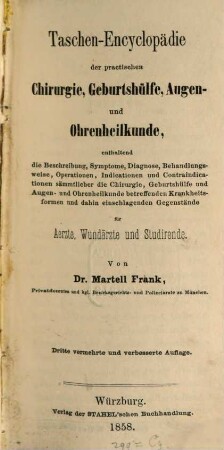 Taschen-Encyclopädie
der practischen
Chirurgie, Geburtshülfe, Augen-
und
Ohrenheilkunde,
enthaltend
die Beschreibung, Symptome, Diagnose, Behandlungs-
weise, Operationen, Indicationen und Contraindica-
tionen sämmtlicher die Chirurgie, Geburtshülfe und
Augen- und Ohrenheilkunde betreffenden Krankheits-
formen und dahin einschlagenden Gegenstände
für
Aerzte, Wundärzte und Studirende.
Von
Dr. Martell Frank,
Privatdocenten und kgl. Bezirksgerichts- und Polizeiarzte zu München.
Dritte vermehrte und verbesserte Auflage.
Würzburg.
Verlag der STAHEL'schen Buchhandlung.
1858.